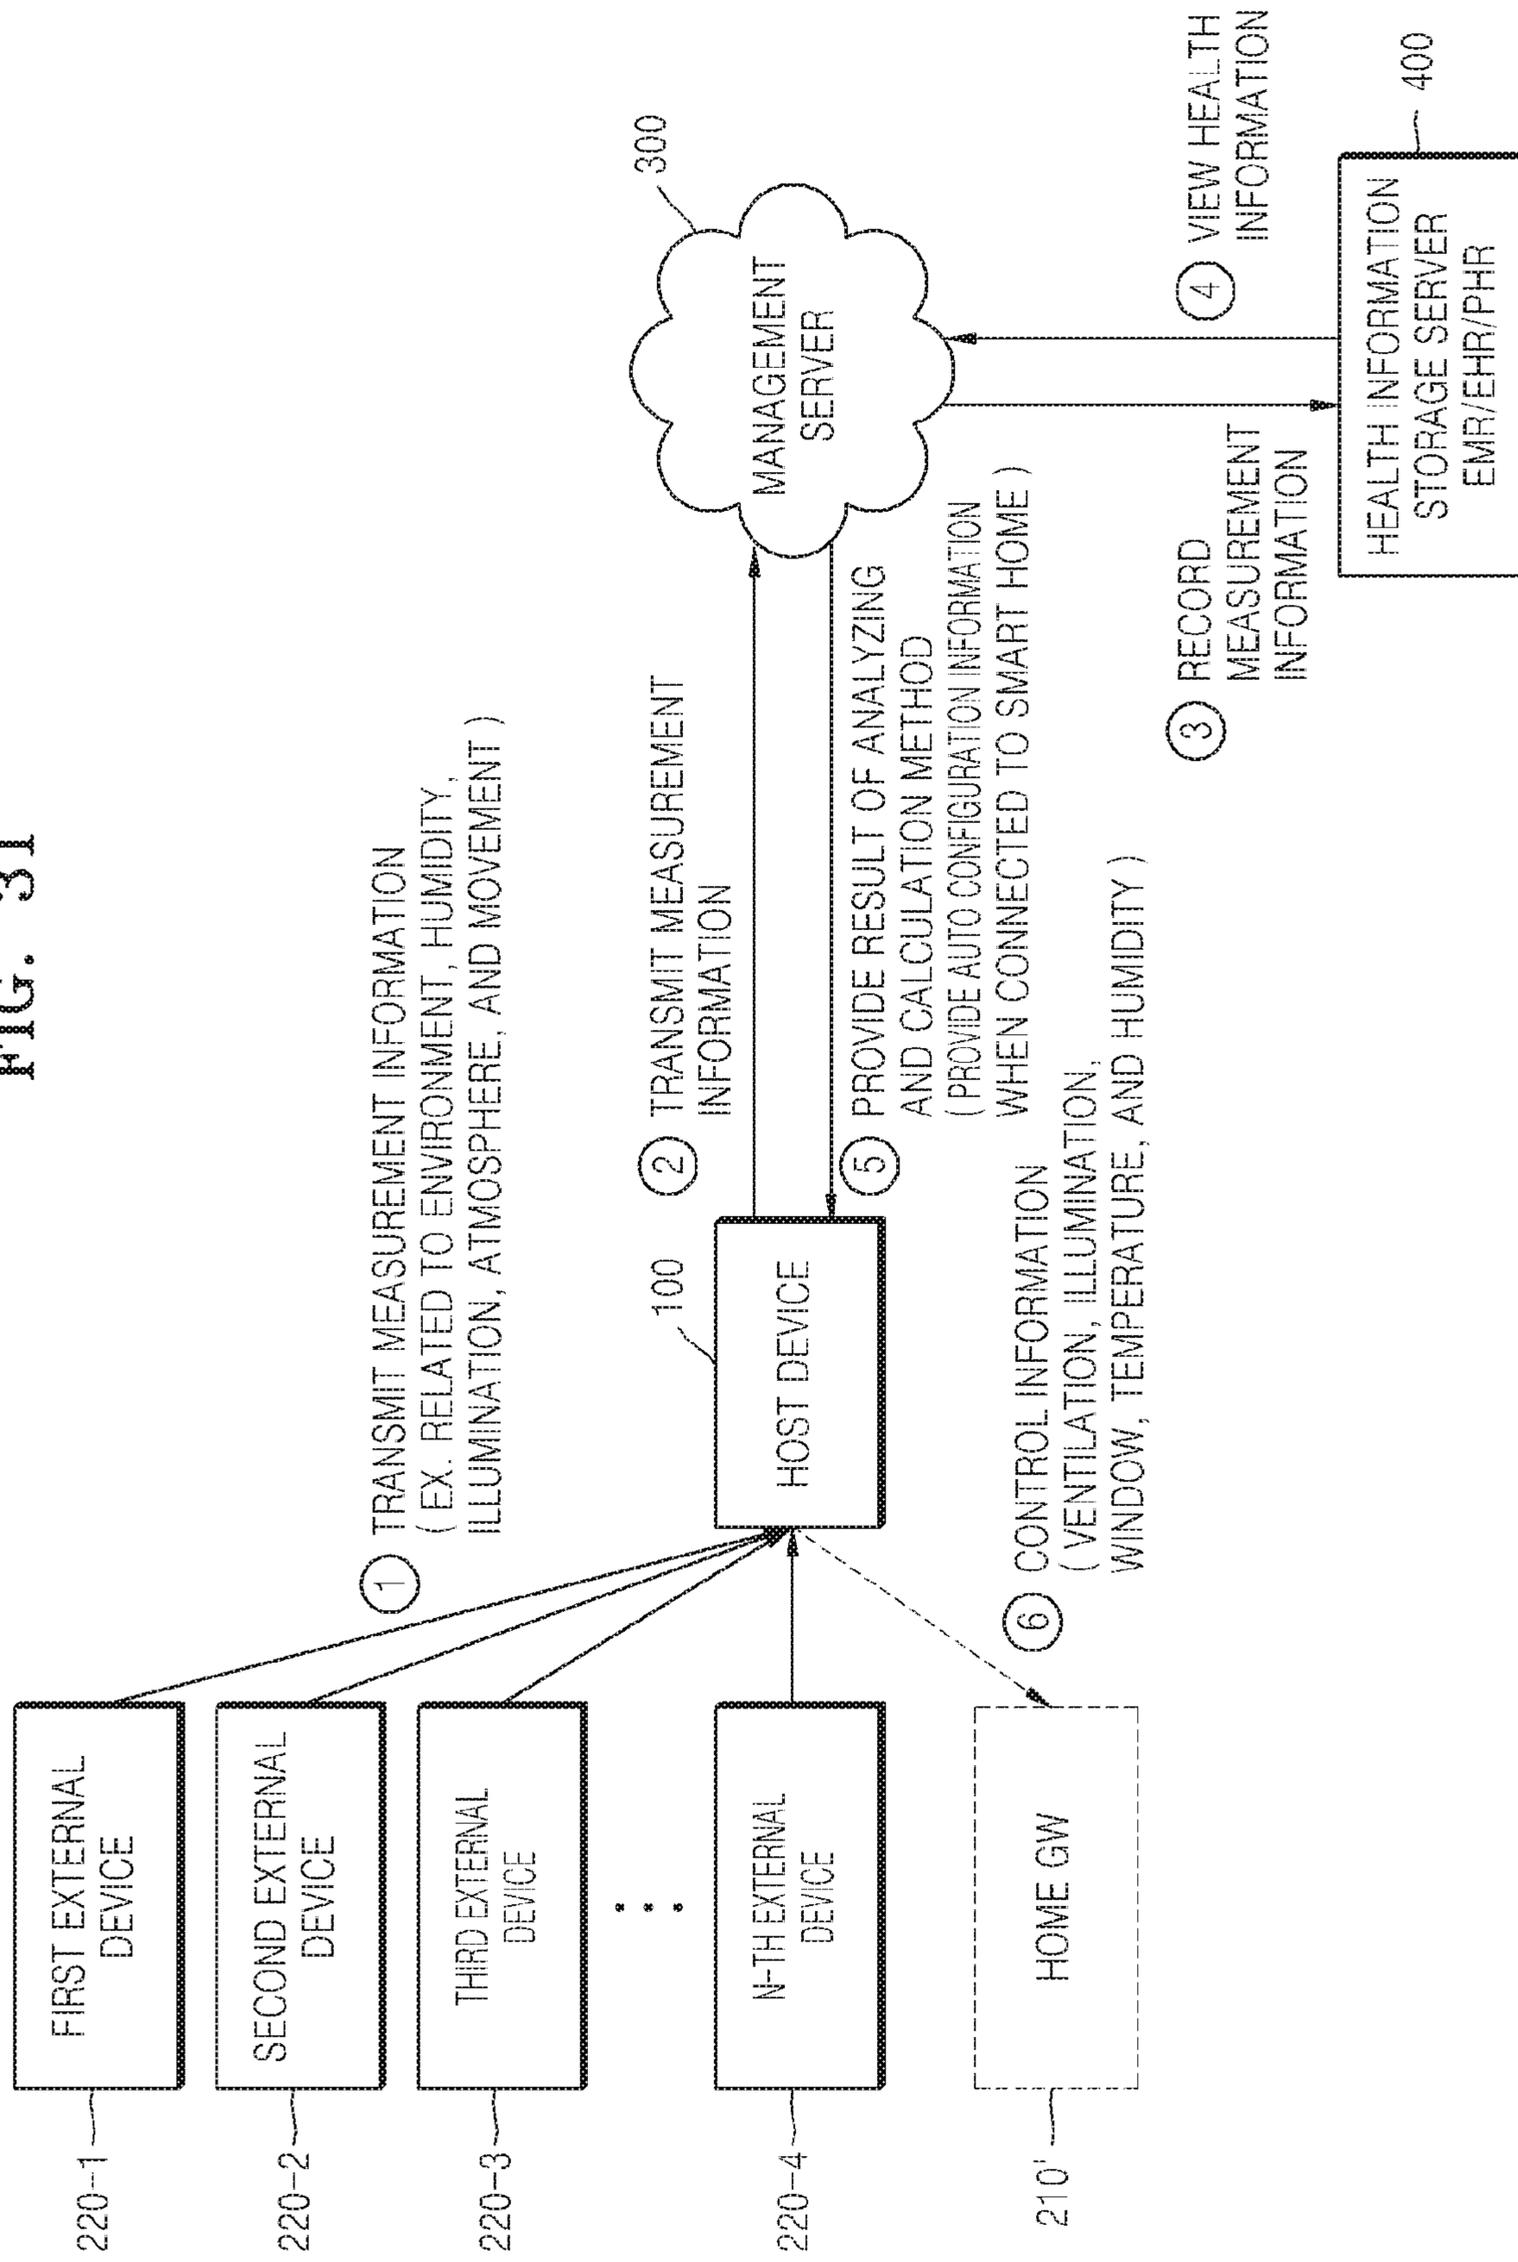 FIG. 31
220-1
FIRST EXTERNAL
DEVICE
220-2
SECOND EXTERNAL
DEVICE
220-3
THIRD EXTERNAL
DEVICE
220-4
N-TH EXTERNAL
DEVICE
210'
HOME GW
1
TRANSMIT MEASUREMENT INFORMATION
( EX. RELATED TO ENVIRONMENT, HUMIDITY,
ILLUMINATION, ATMOSPHERE, AND MOVEMENT )
100
HOST DEVICE
2
TRANSMIT MEASUREMENT
INFORMATION
5
PROVIDE RESULT OF ANALYZING
AND CALCULATION METHOD
( PROVIDE AUTO CONFIGURATION INFORMATION
WHEN CONNECTED TO SMART HOME )
6
CONTROL INFORMATION
( VENTILATION, ILLUMINATION,
WINDOW, TEMPERATURE, AND HUMIDITY )
300
MANAGEMENT
SERVER
3
RECORD
MEASUREMENT
INFORMATION
4
VIEW HEALTH
INFORMATION
400
HEALTH INFORMATION
STORAGE SERVER
EMR/EHR/PHR